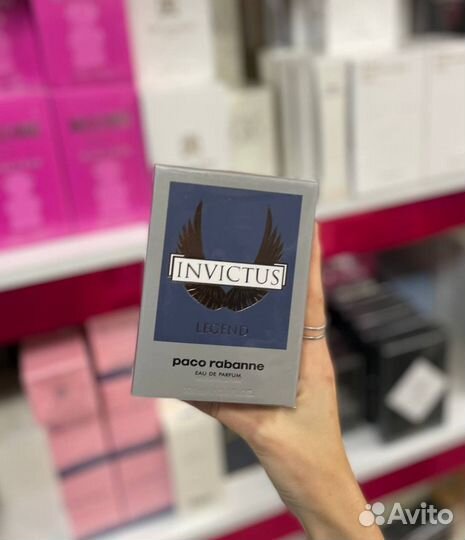 INVICTUS
LEGEND
paco rabanne
EAU DE PARFUM
Avito